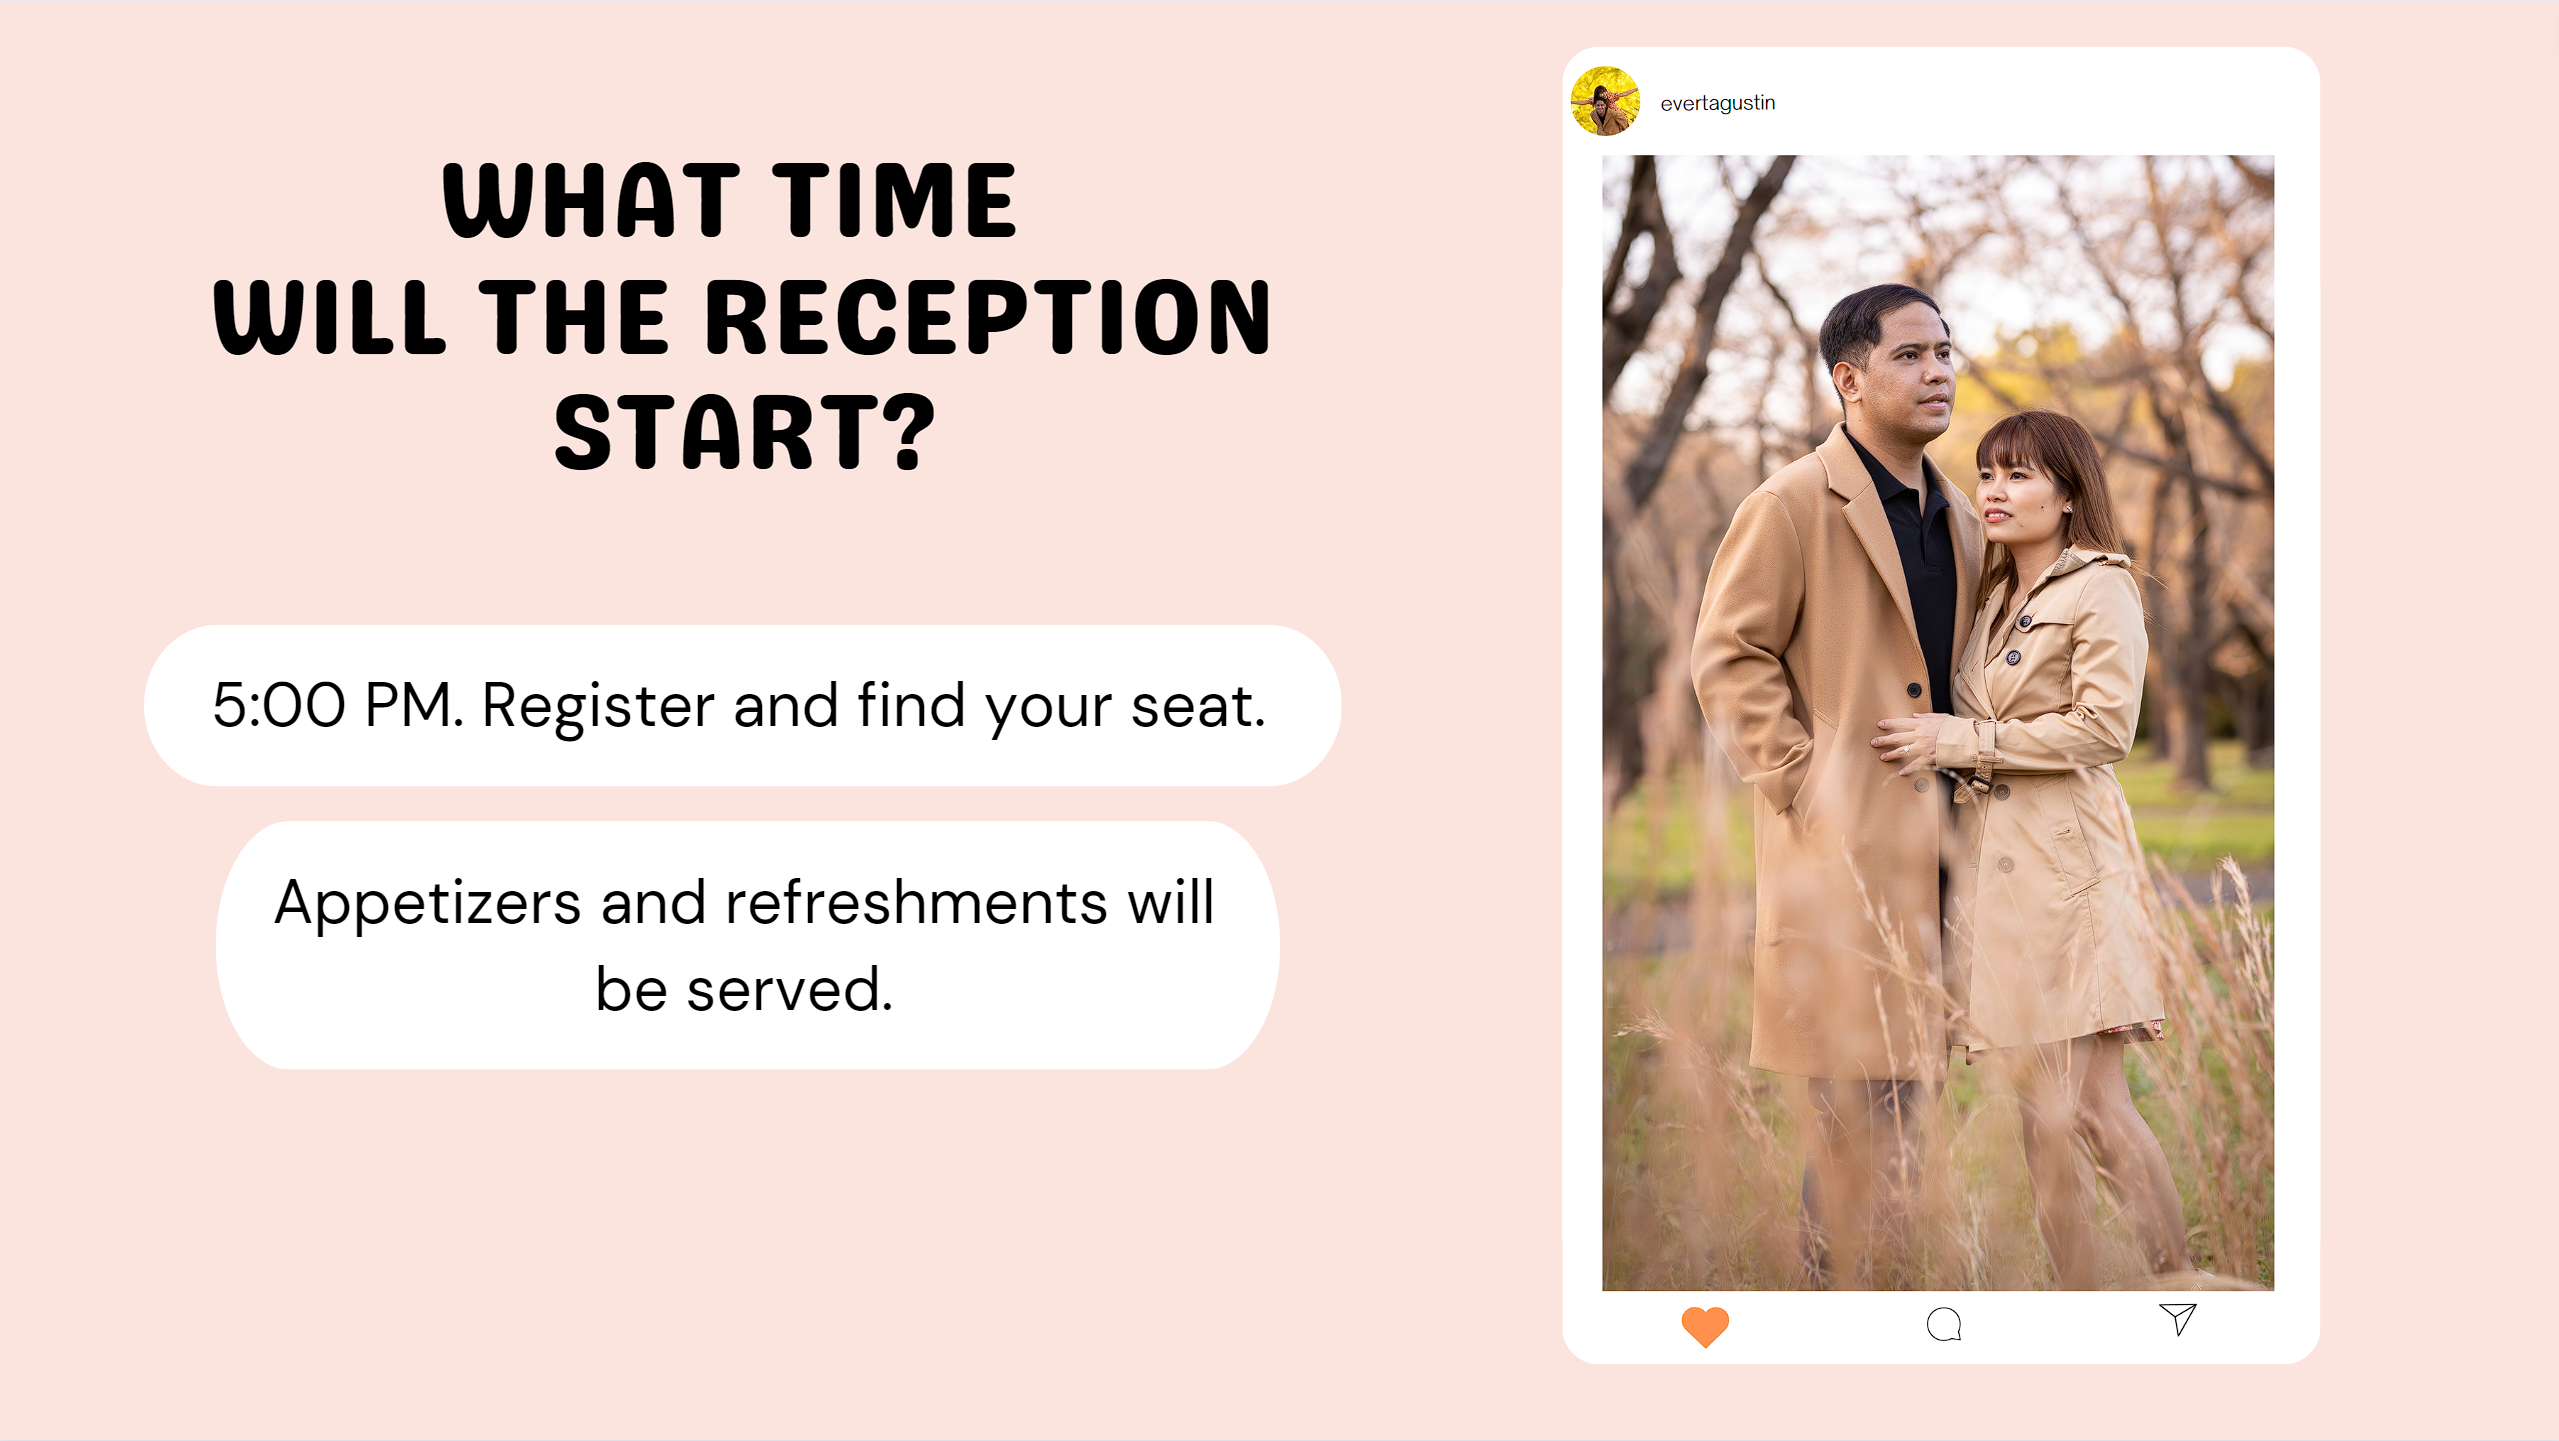 WHAT TIME
WILL THE RECEPTION
START?
5:00 PM. Register and find your seat.
Appetizers and refreshments will
be served.
evertagustin